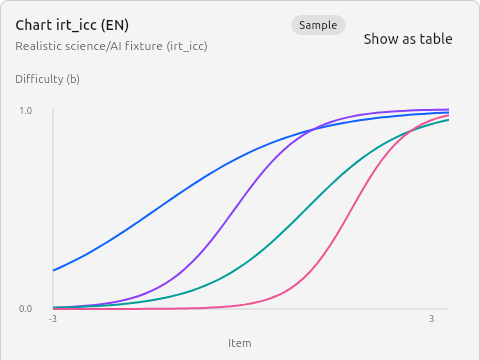 Chart irt_icc (EN)
Sample
Show as table
Realistic science/AI fixture (irt_icc)
Difficulty (b)
1.0
0.0
-3
3
Item